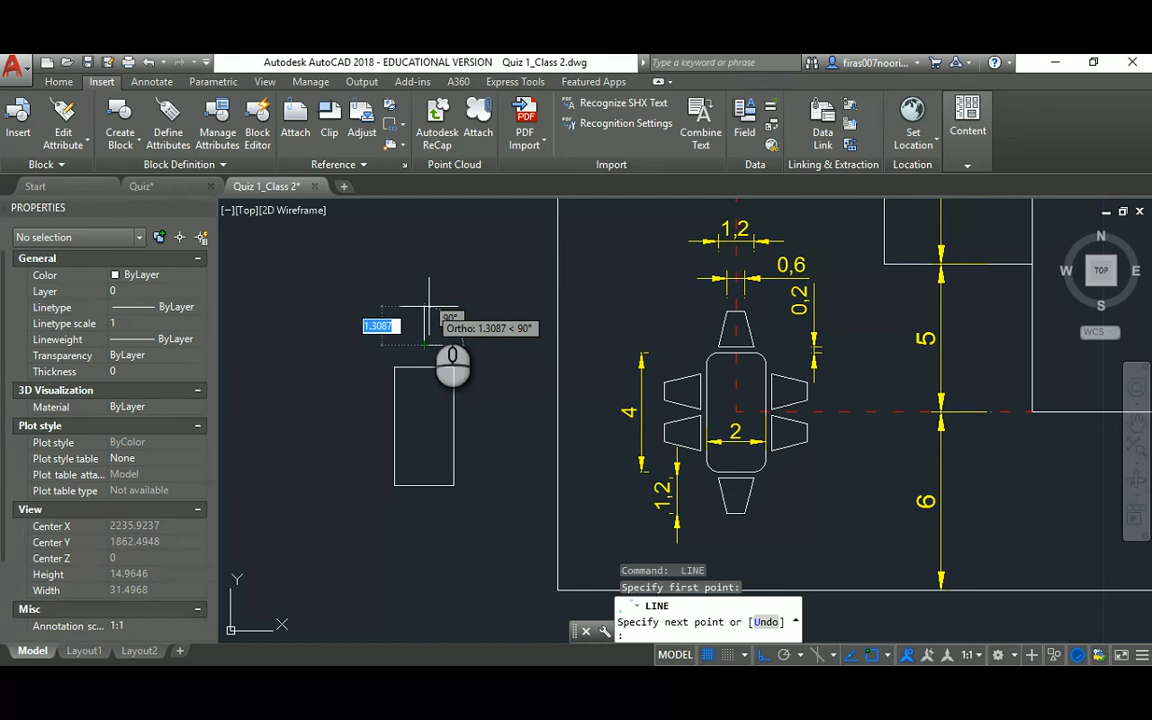 Autodesk AutoCAD 2018 - EDUCATIONAL VERSION Quiz 1_Class 2.dwg
Type a keyword or phrase
firas007noori...
Home Insert Annotate Parametric View Manage Output Add-ins A360 Express Tools Featured Apps
Insert
Edit Attribute
Create Block
Define Attributes
Manage Attributes
Block Editor
Attach
Clip
Adjust
Autodesk ReCap
Attach
PDF Import
Recognize SHX Text
Recognition Settings
Combine Text
Field
Data Link
Set Location
Content
Block
Block Definition
Reference
Point Cloud
Import
Data
Linking & Extraction
Location
Start Quiz* Quiz 1_Class 2*
PROPERTIES
No selection
General
Color ByLayer
Layer 0
Linetype ByLayer
Linetype scale 1
Lineweight ByLayer
Transparency ByLayer
Thickness 0
3D Visualization
Material ByLayer
Plot style
Plot style ByColor
Plot style table None
Plot table atta... Model
Plot table type Not available
View
Center X 2235.9237
Center Y 1862.4948
Center Z 0
Height 14.9646
Width 31.4968
Misc
Annotation sc... 1:1
[−][Top][2D Wireframe]
1.3087
90°
Ortho: 1.3087 < 90°
0
1,2
0,6
0,2
4
2
1,2
5
6
N
W TOP E
S
WCS
Y
X
Command: LINE
Specify first point:
LINE
Specify next point or [Undo]
:
Model Layout1 Layout2
MODEL
1:1